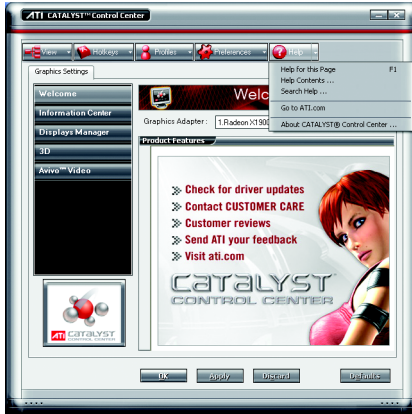 ATI CATALYST™ Control Center
View
Hotkeys
Profiles
Preferences
Help
Help for this Page F1
Help Contents ...
Search Help ...
Go to ATI.com
About CATALYST® Control Center ...
Graphics Settings
Welcome
Information Center
Displays Manager
3D
Avivo™ Video
Welc
Graphics Adapter :
1.Radeon X1900
Product Features
Check for driver updates
Contact CUSTOMER CARE
Customer reviews
Send ATI your feedback
Visit ati.com
CATALYST
CONTROL CENTER
ATI CATALYST
CONTROL CENTER
OK
Apply
Discard
Defaults